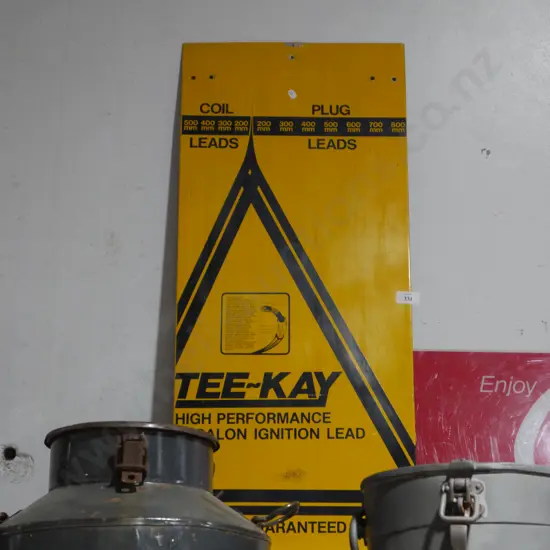 COIL PLUG
500 mm 400 mm 300 mm 200 mm 200 mm 300 mm 400 mm 500 mm 600 mm 700 mm 800 mm
LEADS LEADS
TEE~KAY
HIGH PERFORMANCE
IGNITION LEAD
Enjoy